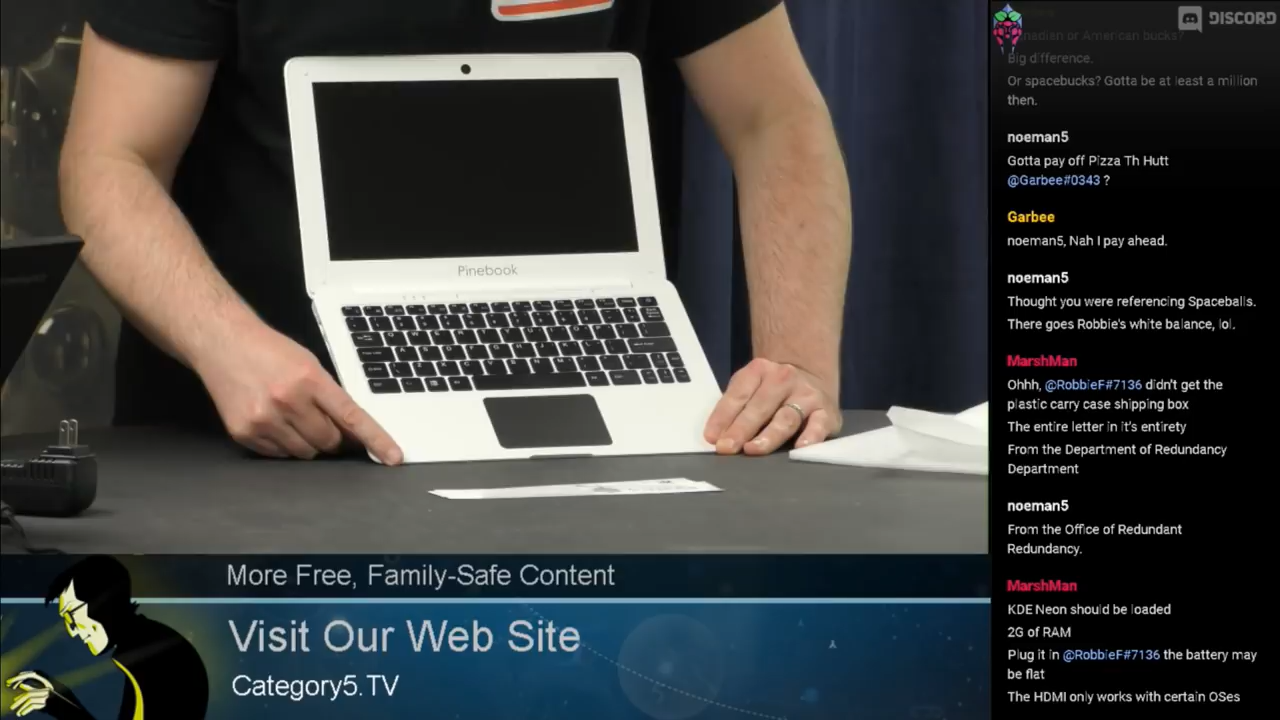 Pinebook
More Free, Family-Safe Content
Visit Our Web Site
Category5.TV
DISCORD
or American bucks?
Big difference.
Or spacebucks? Gotta be at least a million
then.
noeman5
Gotta pay off Pizza Th Hutt
@Garbee#0343 ?
Garbee
noeman5, Nah I pay ahead.
noeman5
Thought you were referencing Spaceballs.
There goes Robbie's white balance, lol.
MarshMan
Ohhh, @RobbieF#7136 didn't get the
plastic carry case shipping box
The entire letter in it's entirety
From the Department of Redundancy
Department
noeman5
From the Office of Redundant
Redundancy.
MarshMan
KDE Neon should be loaded
2G of RAM
Plug it in @RobbieF#7136 the battery may
be flat
The HDMI only works with certain OSes